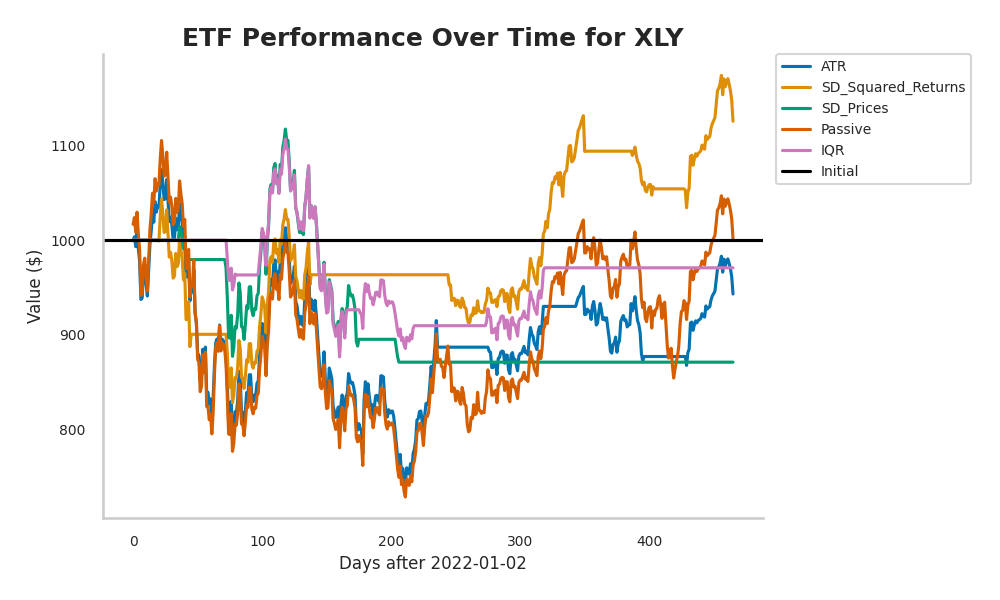 ETF Performance Over Time for XLY
ATR
SD_Squared_Returns
SD_Prices
Passive
IQR
Initial
Value ($)
1100
1000
900
800
0 100 200 300 400
Days after 2022-01-02